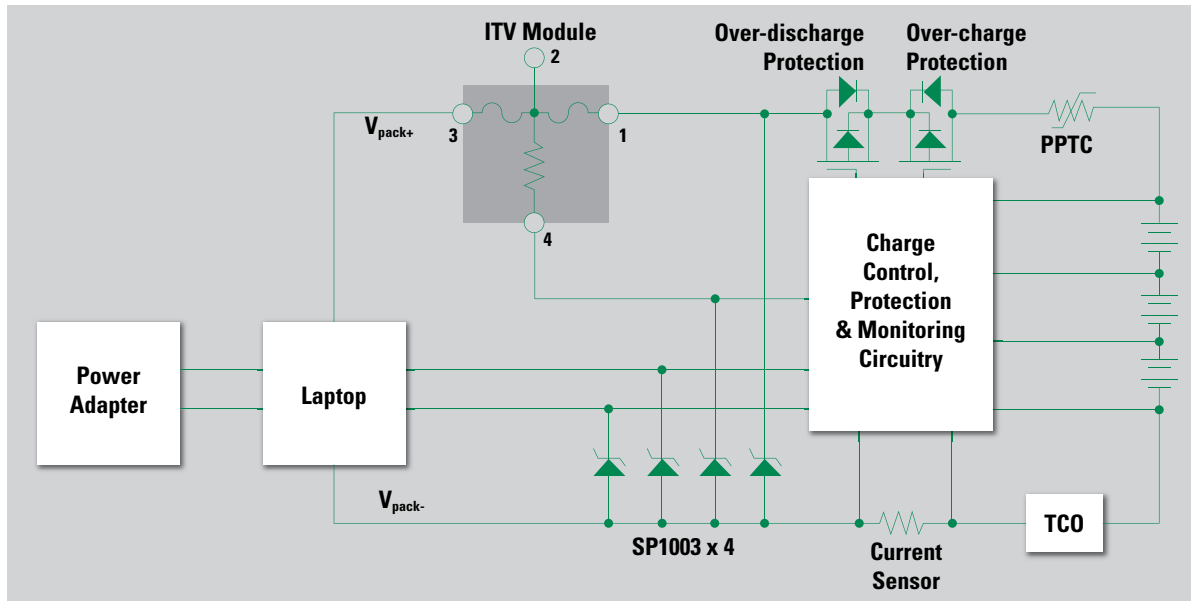 ITV Module
2
Over-discharge
Protection
Over-charge
Protection
Vpack+
3
1
PPTC
4
Charge
Control,
Protection
& Monitoring
Circuitry
Power
Adapter
Laptop
Vpack-
SP1003 x 4
Current
Sensor
TCO